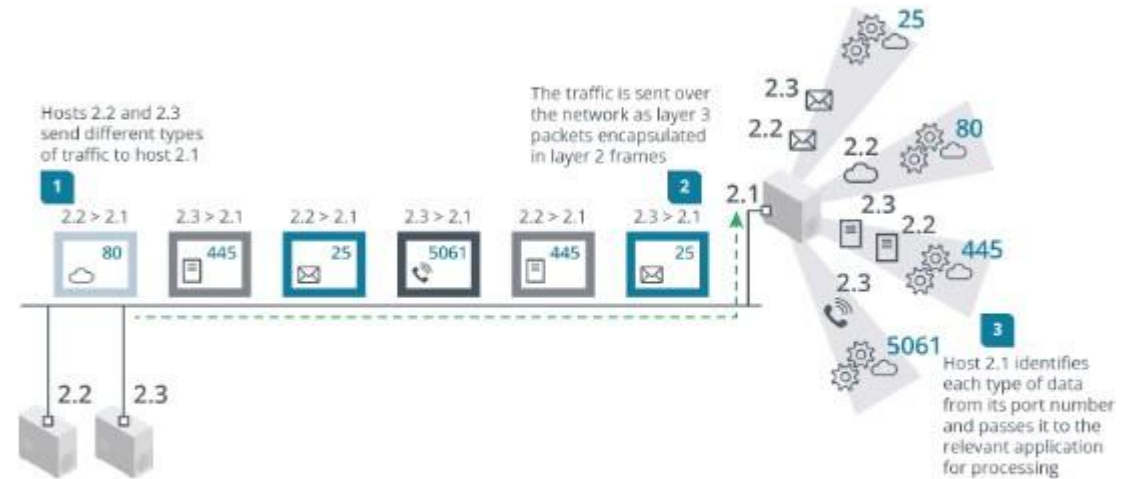 Hosts 2.2 and 2.3
send different types
of traffic to host 2.1
1
The traffic is sent over
the network as layer 3
packets encapsulated
in layer 2 frames
2
2.2 > 2.1
2.3 > 2.1
2.2 > 2.1
2.3 > 2.1
2.2 > 2.1
2.3 > 2.1
80
445
25
5061
445
25
2.2
2.3
2.1
25
2.3
2.2
80
2.2
2.3
2.2
445
2.3
5061
3
Host 2.1 identifies
each type of data
from its port number
and passes it to the
relevant application
for processing